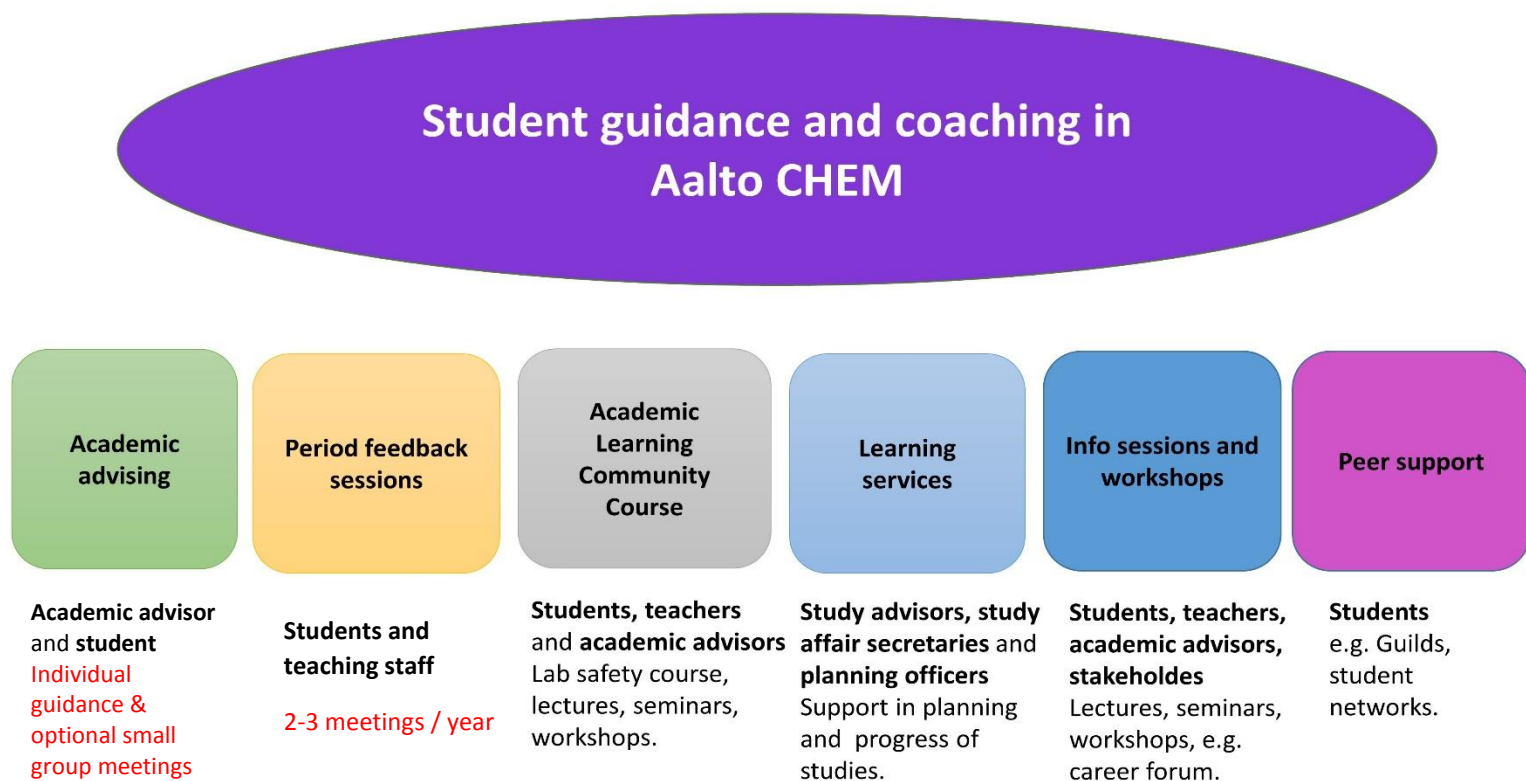 Student guidance and coaching in
Aalto CHEM
Academic
advising
Period feedback
sessions
Academic
Learning
Community
Course
Learning
services
Info sessions and
workshops
Peer support
Academic advisor
and student
Individual
guidance &
optional small
group meetings
Students and
teaching staff
2-3 meetings / year
Students, teachers
and academic advisors
Lab safety course,
lectures, seminars,
workshops.
Study advisors, study
affair secretaries and
planning officers
Support in planning
and progress of
studies.
Students, teachers,
academic advisors,
stakeholdes
Lectures, seminars,
workshops, e.g.
career forum.
Students
e.g. Guilds,
student
networks.